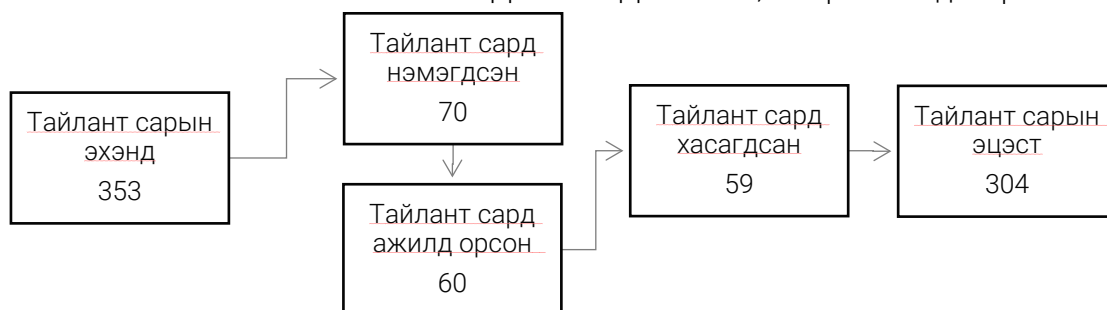 Тайлант сарын
эхэнд
353
Тайлант сард
нэмэгдсэн
70
Тайлант сард
ажилд орсон
60
Тайлант сард
хасагдсан
59
Тайлант сарын
эцэст
304